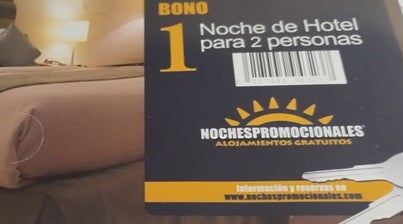 BONO
1 Noche de Hotel
para 2 personas
NOCHESPROMOCIONALES
ALOJAMIENTOS GRATUITOS
Información y reservas en
www.nochespromocionales.com